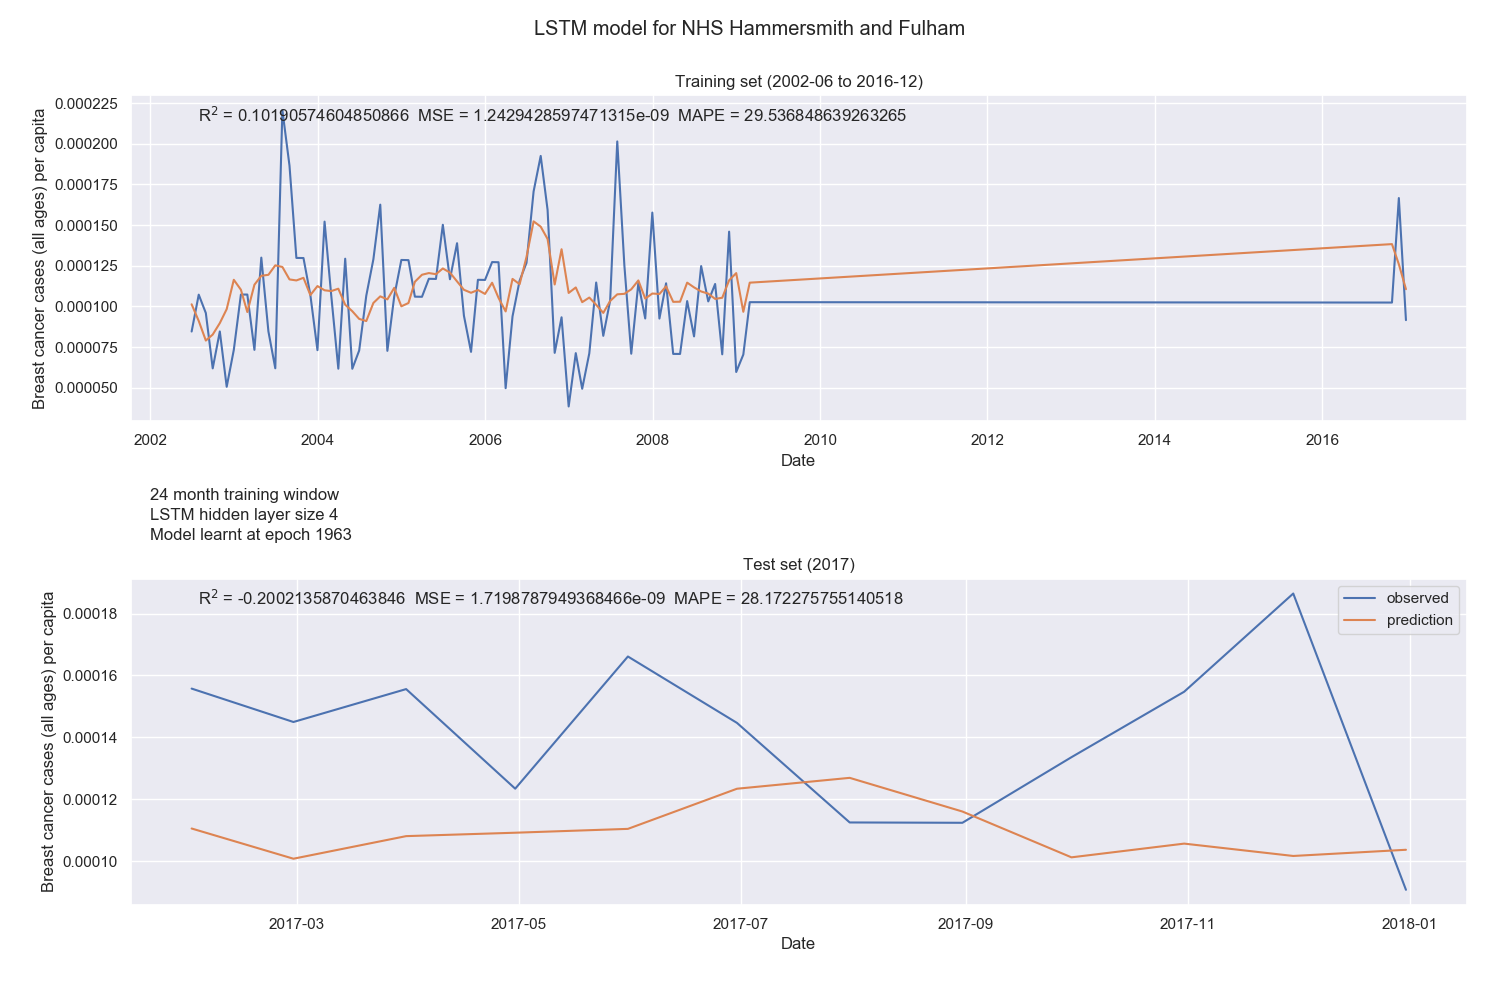 LSTM model for NHS Hammersmith and Fulham
Training set (2002-06 to 2016-12)
R² = 0.10190574604850866 MSE = 1.2429428597471315e-09 MAPE = 29.536848639263265
Breast cancer cases (all ages) per capita
0.000225
0.000200
0.000175
0.000150
0.000125
0.000100
0.000075
0.000050
2002 2004 2006 2008 2010 2012 2014 2016
Date
24 month training window
LSTM hidden layer size 4
Model learnt at epoch 1963
Test set (2017)
R² = -0.2002135870463846 MSE = 1.7198787949368466e-09 MAPE = 28.172275755140518
observed
prediction
Breast cancer cases (all ages) per capita
0.00018
0.00016
0.00014
0.00012
0.00010
2017-03 2017-05 2017-07 2017-09 2017-11 2018-01
Date